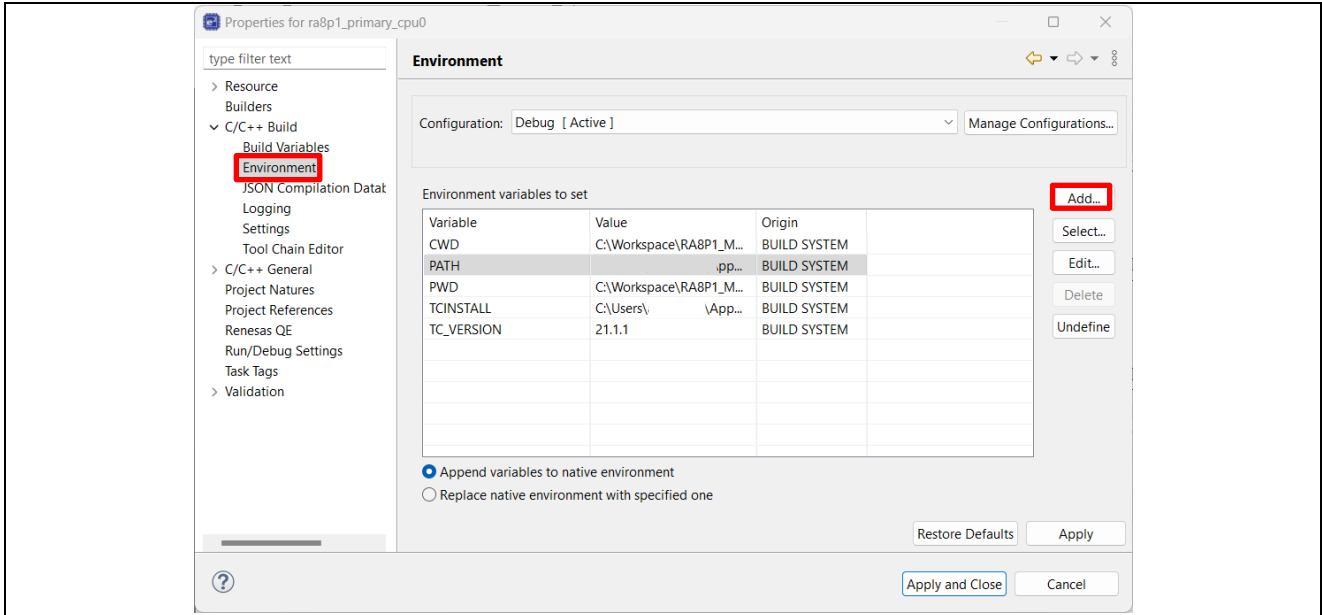 Properties for ra8p1_primary_cpu0
type filter text
Resource
Builders
C/C++ Build
Build Variables
Environment
JSON Compilation Datab
Logging
Settings
Tool Chain Editor
C/C++ General
Project Natures
Project References
Renesas QE
Run/Debug Settings
Task Tags
Validation
Environment
Configuration: Debug [ Active ] Manage Configurations...
Environment variables to set
Variable Value Origin
CWD C:\Workspace\RA8P1_M... BUILD SYSTEM
PATH pp... BUILD SYSTEM
PWD C:\Workspace\RA8P1_M... BUILD SYSTEM
TCINSTALL C:\Users\ \App... BUILD SYSTEM
TC_VERSION 21.1.1 BUILD SYSTEM
Add...
Select...
Edit...
Delete
Undefine
Append variables to native environment
Replace native environment with specified one
Restore Defaults Apply
Apply and Close Cancel